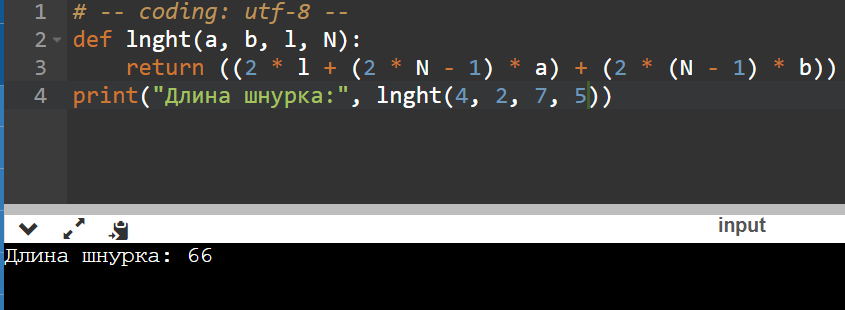 1 # -- coding: utf-8 --
2 def lnght(a, b, l, N):
3 return ((2 * l + (2 * N - 1) * a) + (2 * (N - 1) * b))
4 print("Длина шнурка:", lnght(4, 2, 7, 5))
input
Длина шнурка: 66